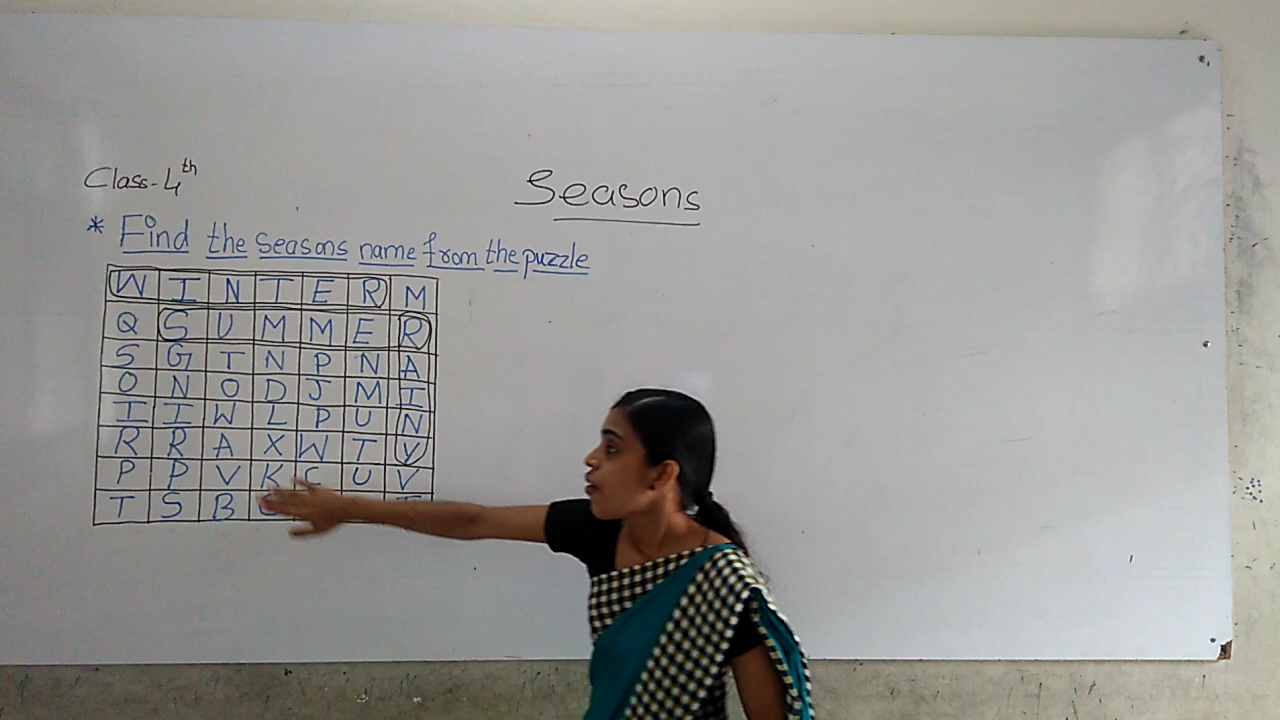 Class-4th
Seasons
* Find the seasons name from the puzzle
W I N T E R M
Q S U M M E R
S G T N P N A
O N O D J M I
I I W L P U N
R R A X W T Y
P P V K C U V
T S B